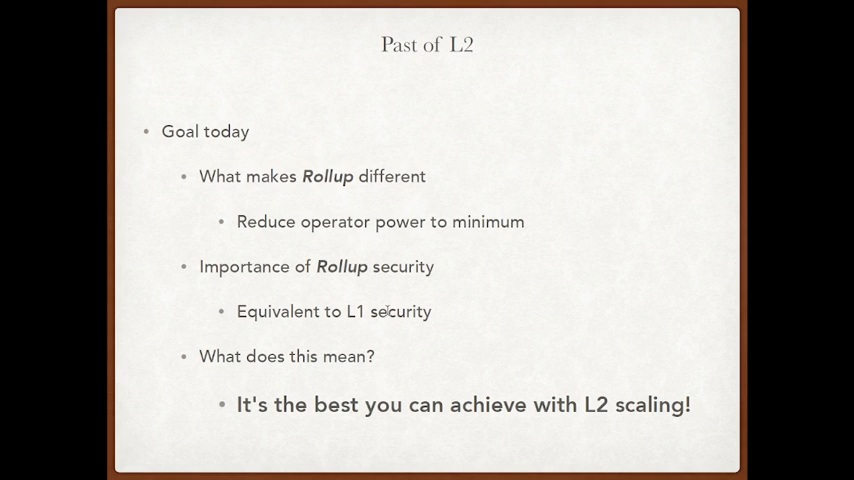 Past of L2
• Goal today
• What makes Rollup different
• Reduce operator power to minimum
• Importance of Rollup security
• Equivalent to L1 security
• What does this mean?
• It's the best you can achieve with L2 scaling!